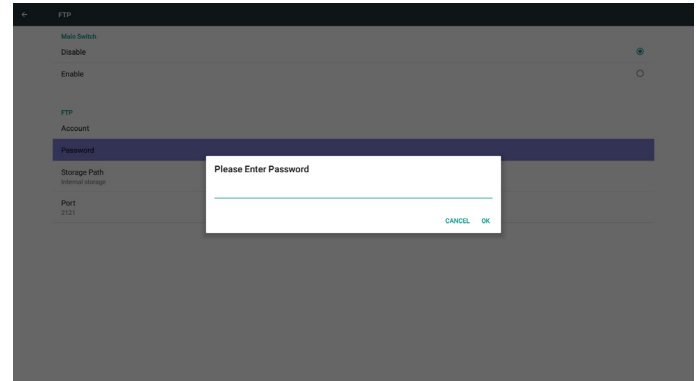 FTP
Main Switch
Disable
Enable
FTP
Account
Password
Storage Path
Internal storage
Port
2121
Please Enter Password
CANCEL OK